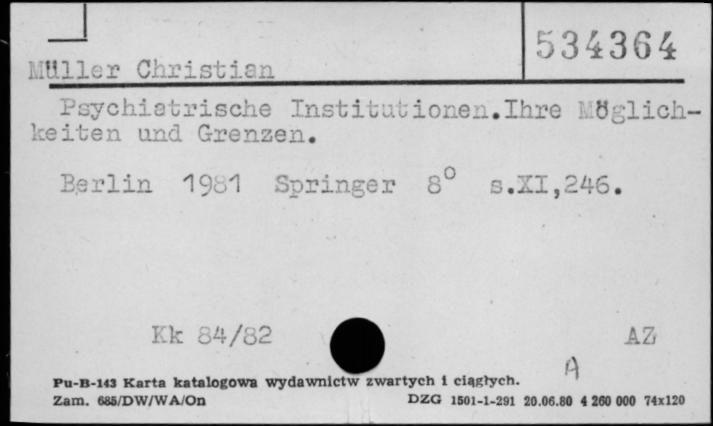 534364
Müller Christian
Psychiatrische Institutionen.Ihre Möglich-
keiten und Grenzen.
Berlin 1981 Springer 8° s.XI,246.
Kk 84/82 AZ
A
Pu-B-143 Karta katalogowa wydawnictw zwartych i ciągłych.
Zam. 685/DW/WA/On DZG 1501-1-291 20.06.80 4 260 000 74x120